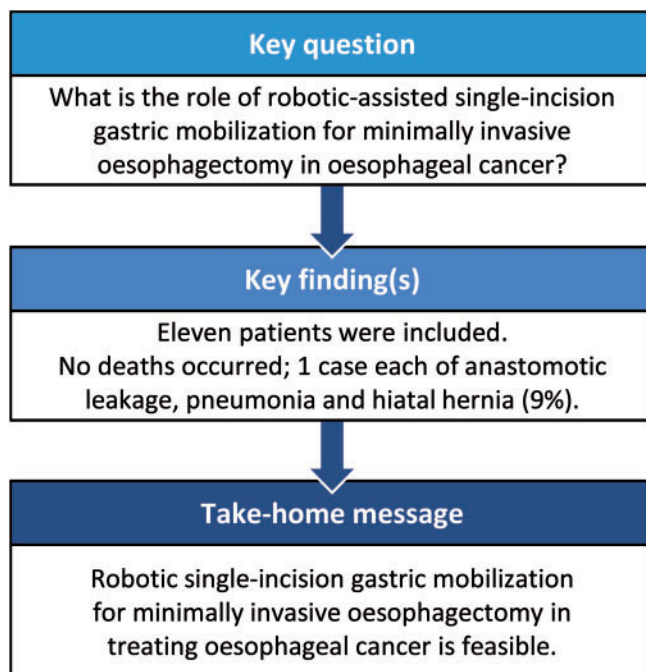 Key question
What is the role of robotic-assisted single-incision
gastric mobilization for minimally invasive
oesophagectomy in oesophageal cancer?
Key finding(s)
Eleven patients were included.
No deaths occurred; 1 case each of anastomotic
leakage, pneumonia and hiatal hernia (9%).
Take-home message
Robotic single-incision gastric mobilization
for minimally invasive oesophagectomy in
treating oesophageal cancer is feasible.